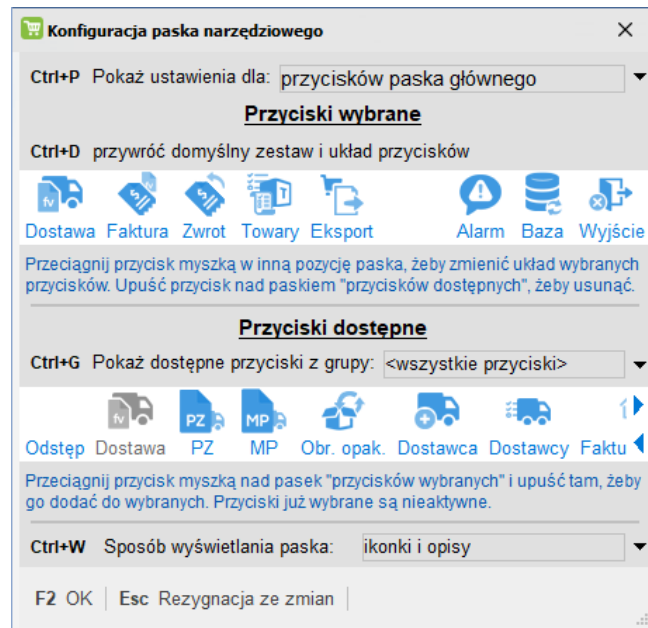 Konfiguracja paska narzędziowego
Ctrl+P Pokaż ustawienia dla: przycisków paska głównego
Przyciski wybrane
Ctrl+D przywróć domyślny zestaw i układ przycisków
fv
Dostawa Faktura Zwrot Towary Eksport Alarm Baza Wyjście
Przeciągnij przycisk myszką w inną pozycję paska, żeby zmienić układ wybranych
przycisków. Upuść przycisk nad paskiem "przycisków dostępnych", żeby usunąć.
Przyciski dostępne
Ctrl+G Pokaż dostępne przyciski z grupy: <wszystkie przyciski>
fv PZ MP
Odstęp Dostawa PZ MP Obr. opak. Dostawca Dostawcy Faktu
Przeciągnij przycisk myszką nad pasek "przycisków wybranych" i upuść tam, żeby
go dodać do wybranych. Przyciski już wybrane są nieaktywne.
Ctrl+W Sposób wyświetlania paska: ikonki i opisy
F2 OK Esc Rezygnacja ze zmian